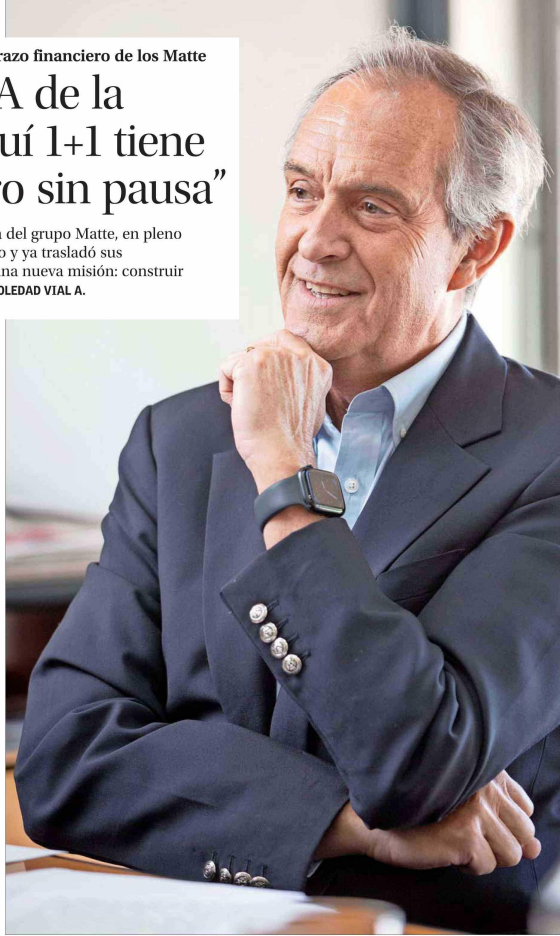 razo financiero de los Matte
A de la
uí 1+1 tiene
o sin pausa”
del grupo Matte, en pleno
o y ya trasladó sus
na nueva misión: construir
OLEDAD VIAL A.